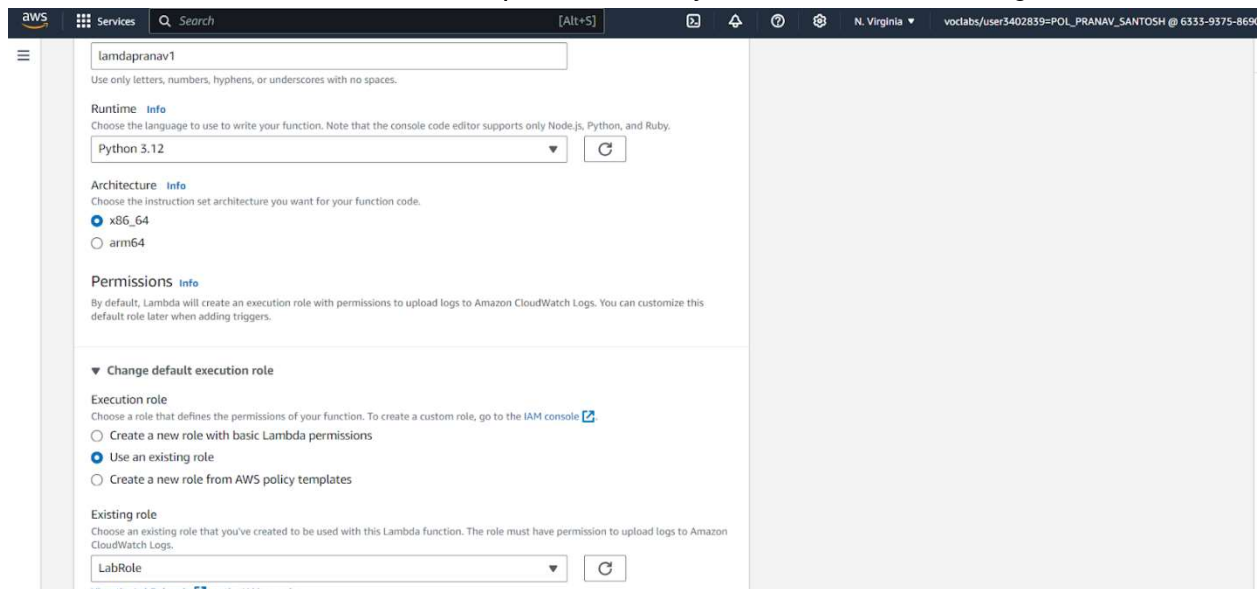 aws Services Search [Alt+S] N. Virginia ▼ voclabs/user3402839=POL_PRANAV_SANTOSH @ 6333-9375-8690
lamdapranav1
Use only letters, numbers, hyphens, or underscores with no spaces.
Runtime Info
Choose the language to use to write your function. Note that the console code editor supports only Node.js, Python, and Ruby.
Python 3.12
Architecture Info
Choose the instruction set architecture you want for your function code.
x86_64
arm64
Permissions Info
By default, Lambda will create an execution role with permissions to upload logs to Amazon CloudWatch Logs. You can customize this
default role later when adding triggers.
▼ Change default execution role
Execution role
Choose a role that defines the permissions of your function. To create a custom role, go to the IAM console.
Create a new role with basic Lambda permissions
Use an existing role
Create a new role from AWS policy templates
Existing role
Choose an existing role that you've created to be used with this Lambda function. The role must have permission to upload logs to Amazon
CloudWatch Logs.
LabRole